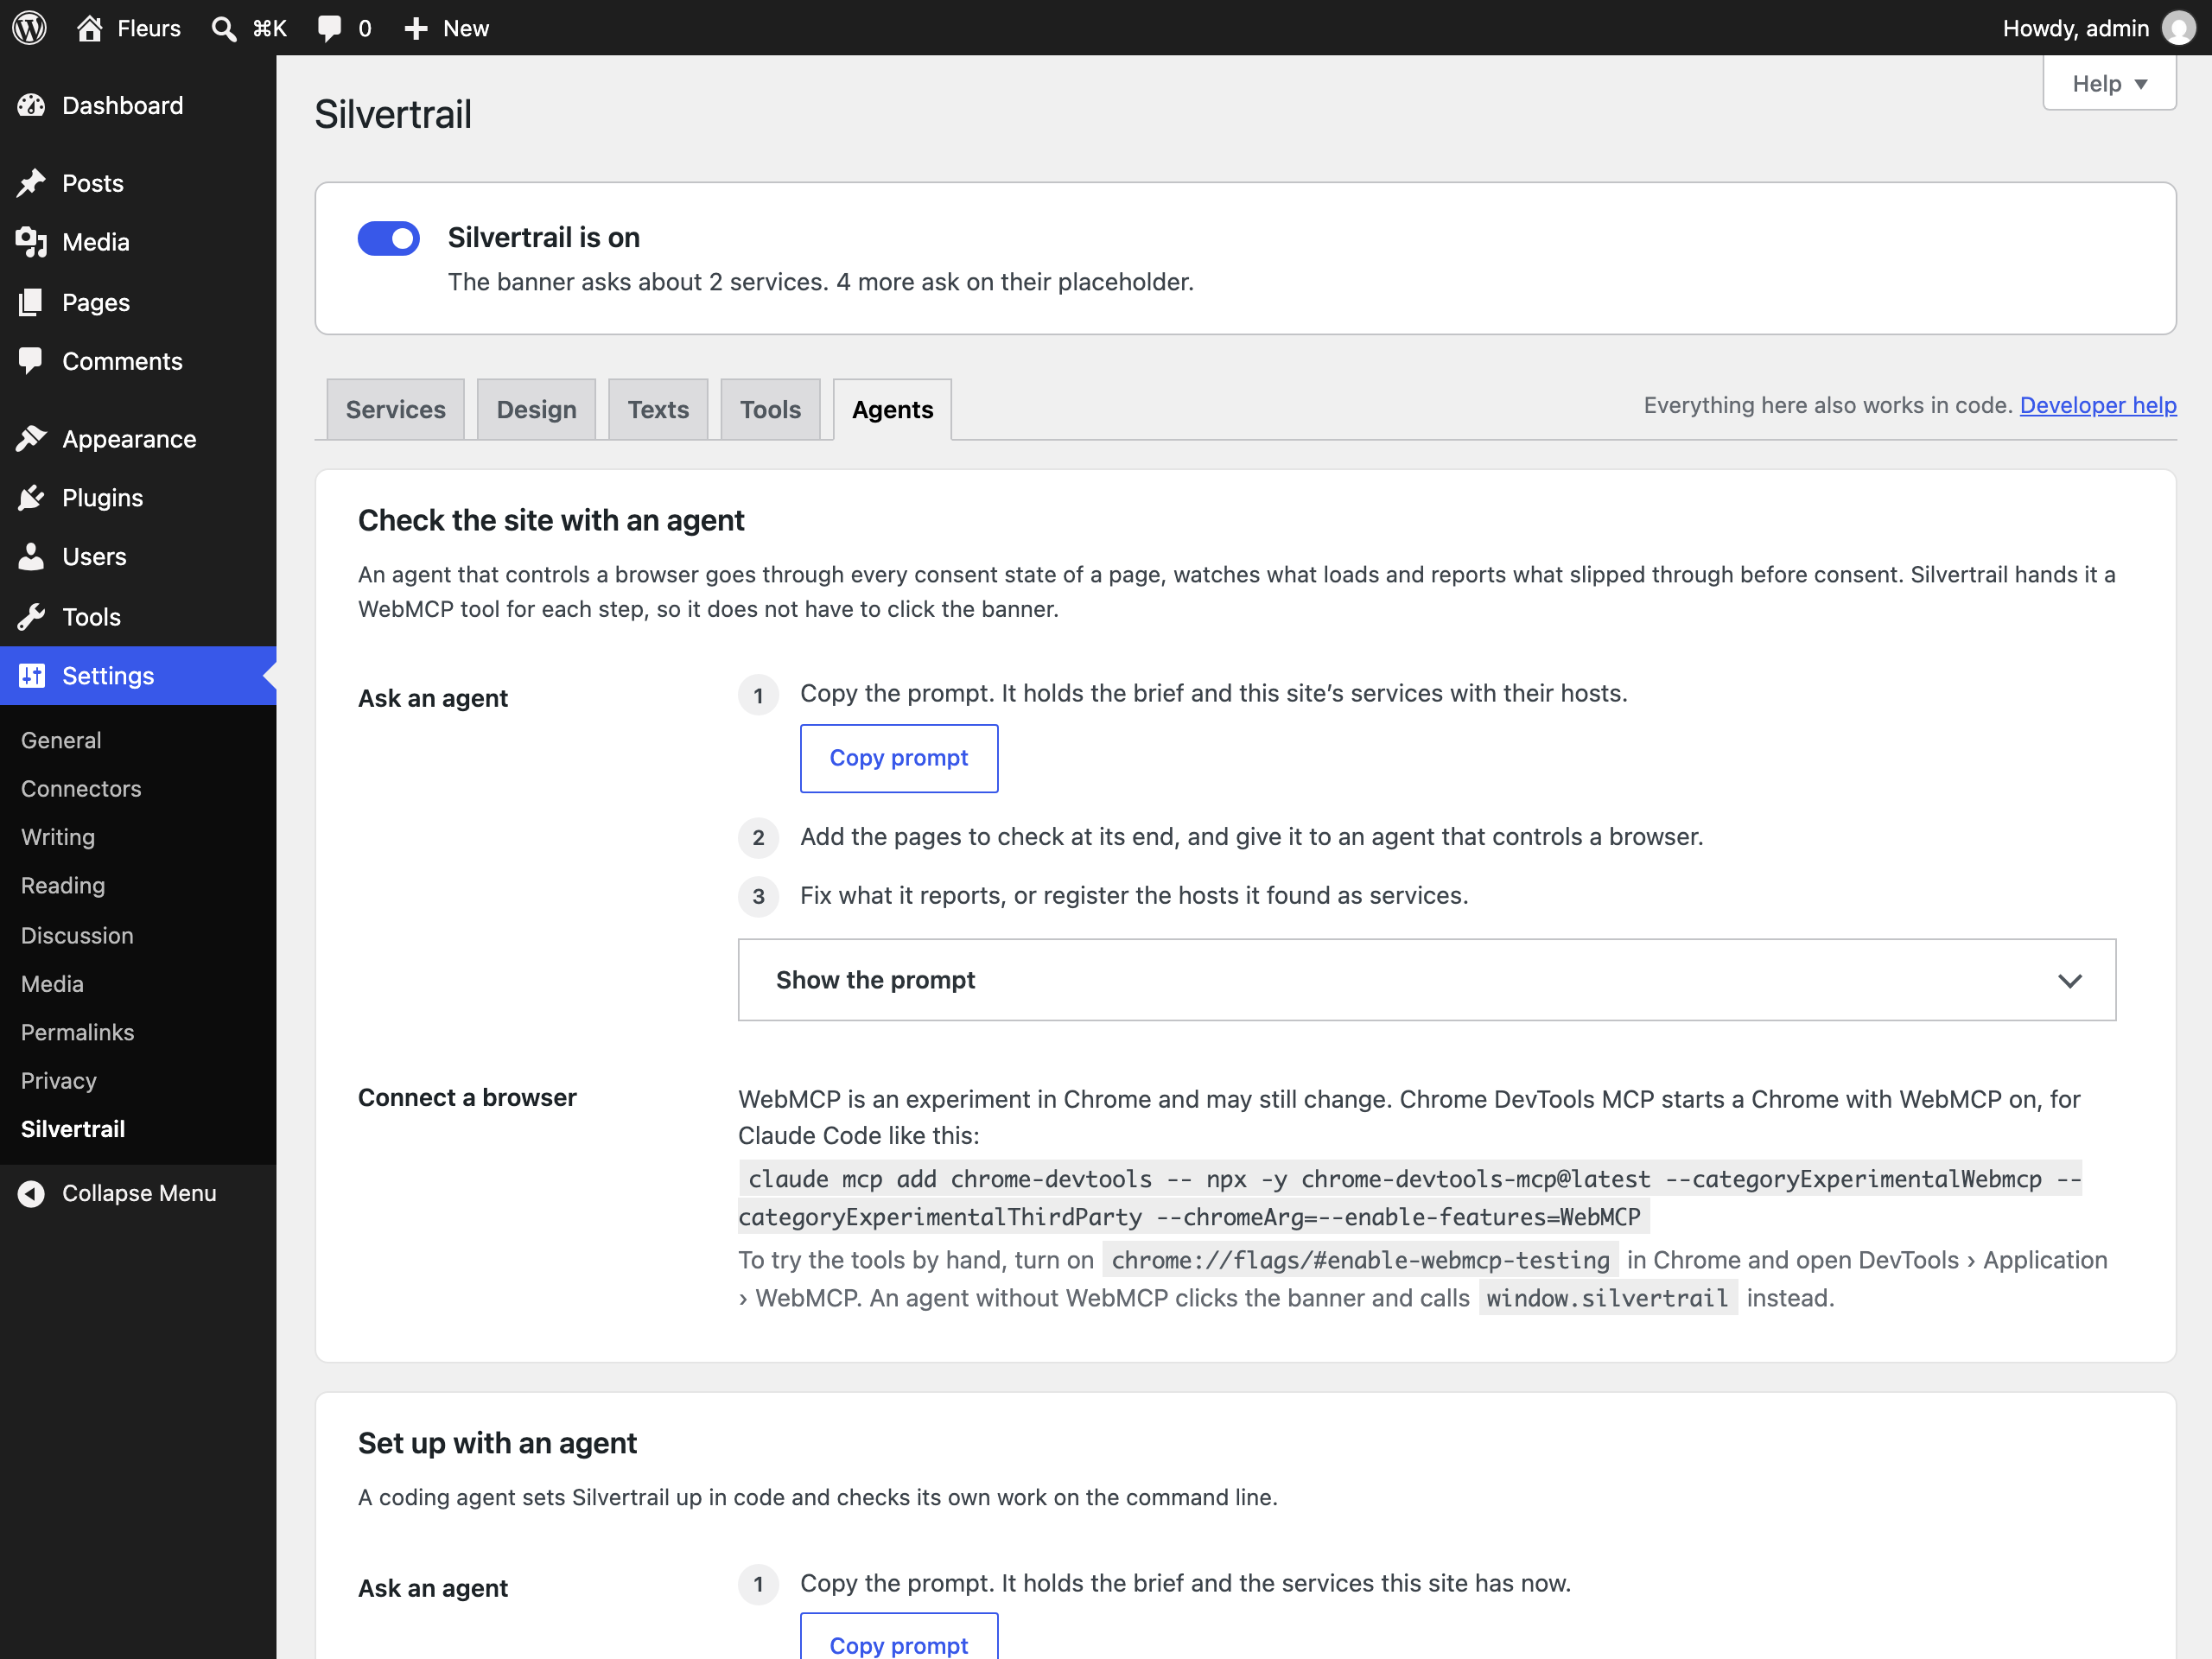 Fleurs
⌘K
0
New
Howdy, admin
Help
Dashboard
Posts
Media
Pages
Comments
Appearance
Plugins
Users
Tools
Settings
General
Connectors
Writing
Reading
Discussion
Media
Permalinks
Privacy
Silvertrail
Collapse Menu
Silvertrail
Silvertrail is on
The banner asks about 2 services. 4 more ask on their placeholder.
Services
Design
Texts
Tools
Agents
Everything here also works in code. Developer help
Check the site with an agent
An agent that controls a browser goes through every consent state of a page, watches what loads and reports what slipped through before consent. Silvertrail hands it a
WebMCP tool for each step, so it does not have to click the banner.
Ask an agent
1 Copy the prompt. It holds the brief and this site’s services with their hosts.
Copy prompt
2 Add the pages to check at its end, and give it to an agent that controls a browser.
3 Fix what it reports, or register the hosts it found as services.
Show the prompt
Connect a browser
WebMCP is an experiment in Chrome and may still change. Chrome DevTools MCP starts a Chrome with WebMCP on, for
Claude Code like this:
claude mcp add chrome-devtools -- npx -y chrome-devtools-mcp@latest --categoryExperimentalWebmcp --
categoryExperimentalThirdParty --chromeArg=--enable-features=WebMCP
To try the tools by hand, turn on chrome://flags/#enable-webmcp-testing in Chrome and open DevTools › Application
› WebMCP. An agent without WebMCP clicks the banner and calls window.silvertrail instead.
Set up with an agent
A coding agent sets Silvertrail up in code and checks its own work on the command line.
Ask an agent
1 Copy the prompt. It holds the brief and the services this site has now.
Copy prompt